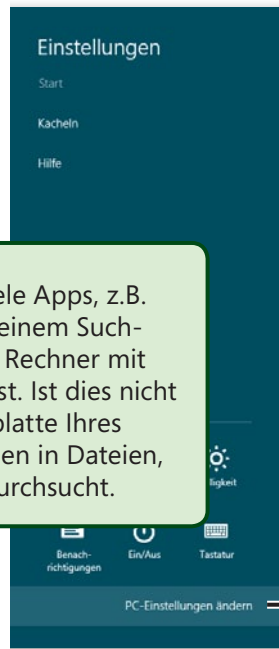 Einstellungen
Start
Kacheln
Hilfe
ele Apps, z.B.
einem Such-
Rechner mit
st. Ist dies nicht
platte Ihres
en in Dateien,
urchsucht.
ligkeit
Benach-
richtigungen
Ein/Aus
Tastatur
PC-Einstellungen ändern